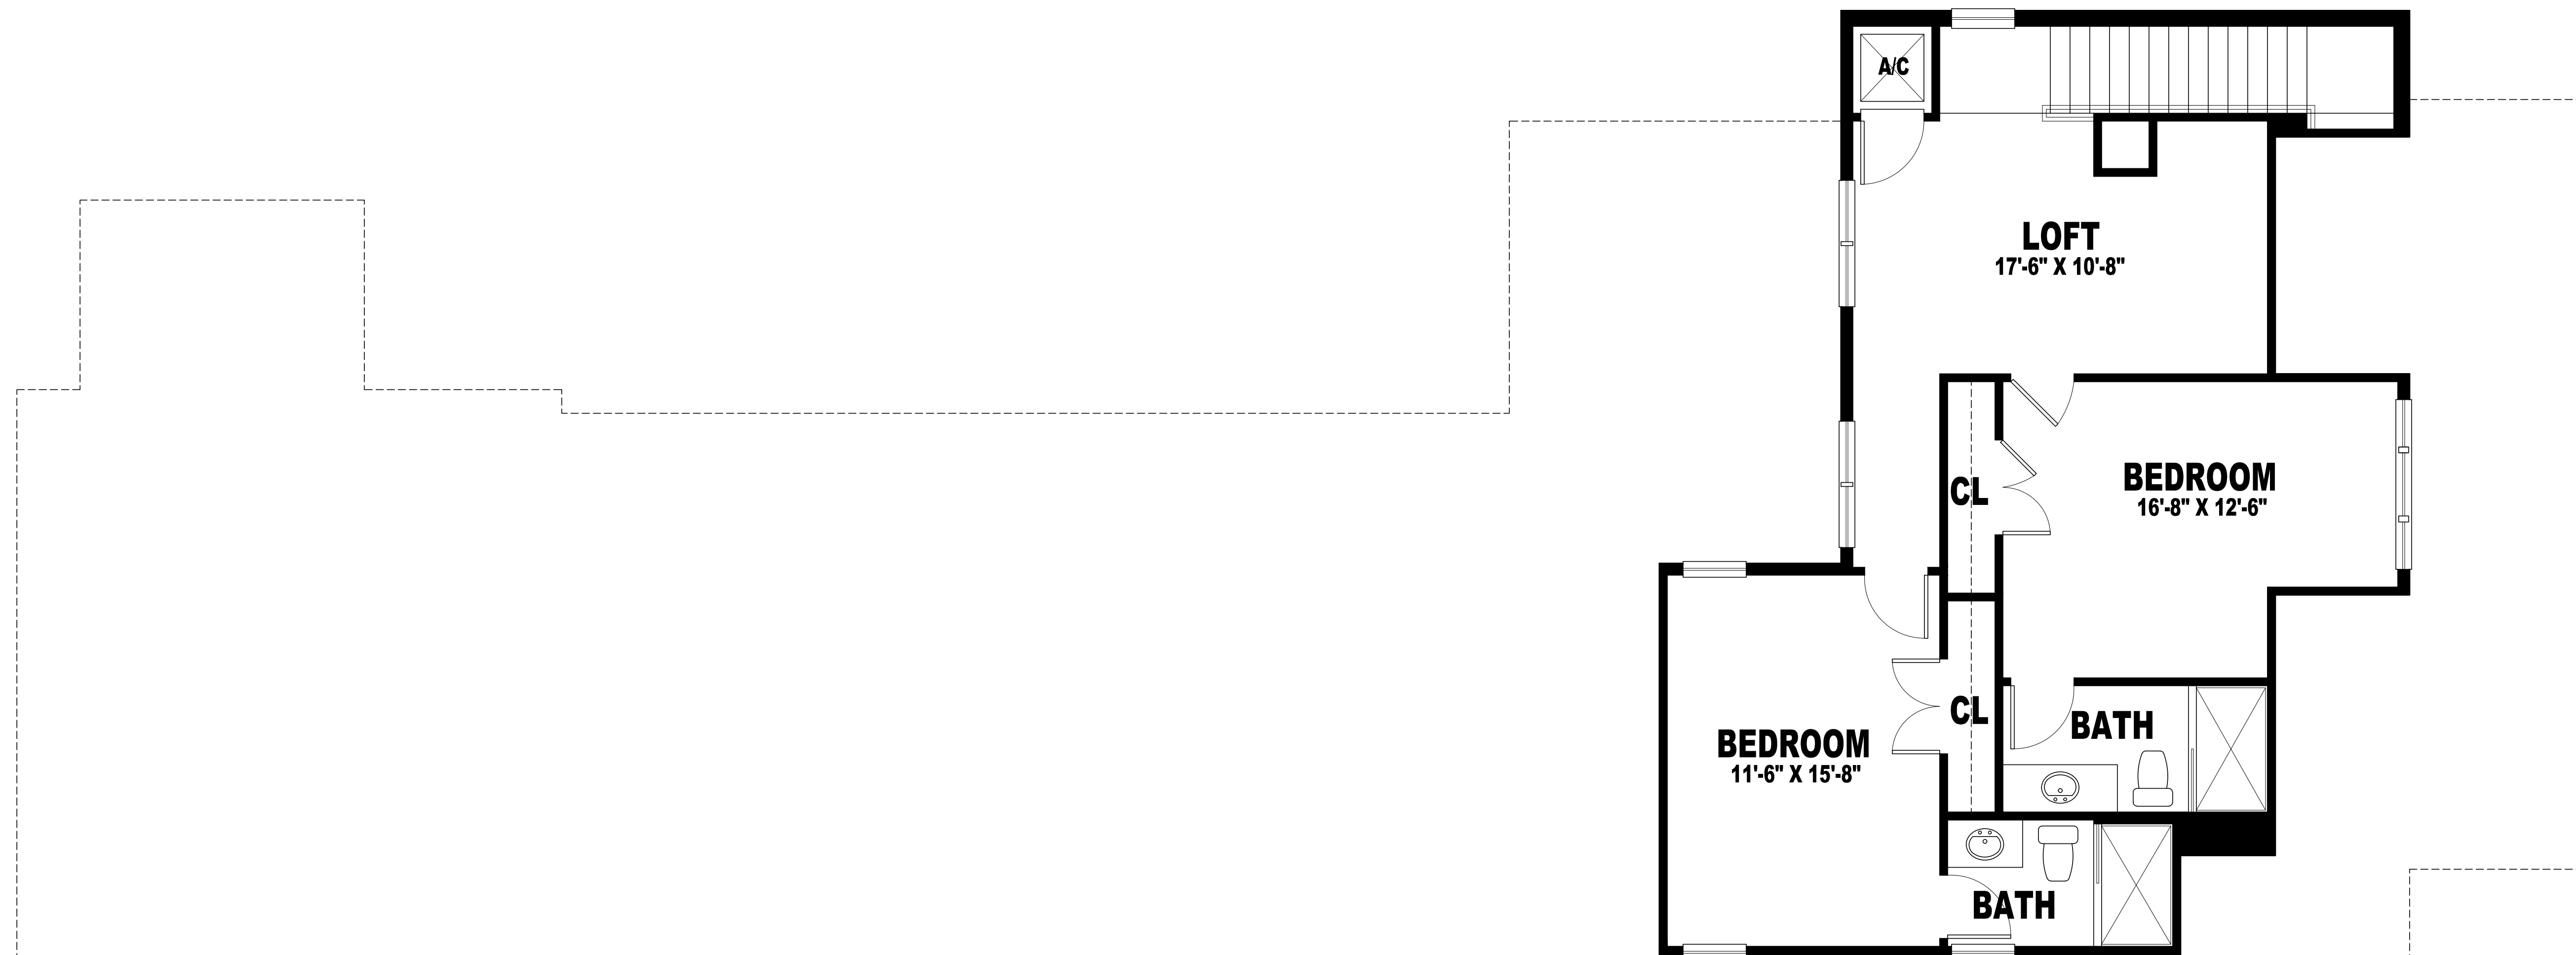 A/C
LOFT
17'-6" X 10'-8"
BEDROOM
16'-8" X 12'-6"
CL
CL
BEDROOM
11'-6" X 15'-8"
BATH
BATH